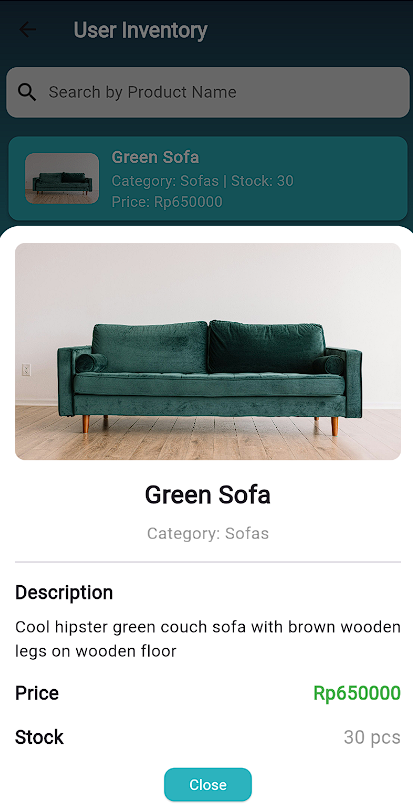 User Inventory
Search by Product Name
Green Sofa
Category: Sofas | Stock: 30
Price: Rp650000
Green Sofa
Category: Sofas
Description
Cool hipster green couch sofa with brown wooden
legs on wooden floor
Price Rp650000
Stock 30 pcs
Close